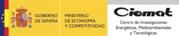 GOBIERNO
DE ESPAÑA
MINISTERIO
DE ECONOMÍA
Y COMPETITIVIDAD
Ciemat
Centro de Investigaciones
Energéticas, Medioambientales
y Tecnológicas